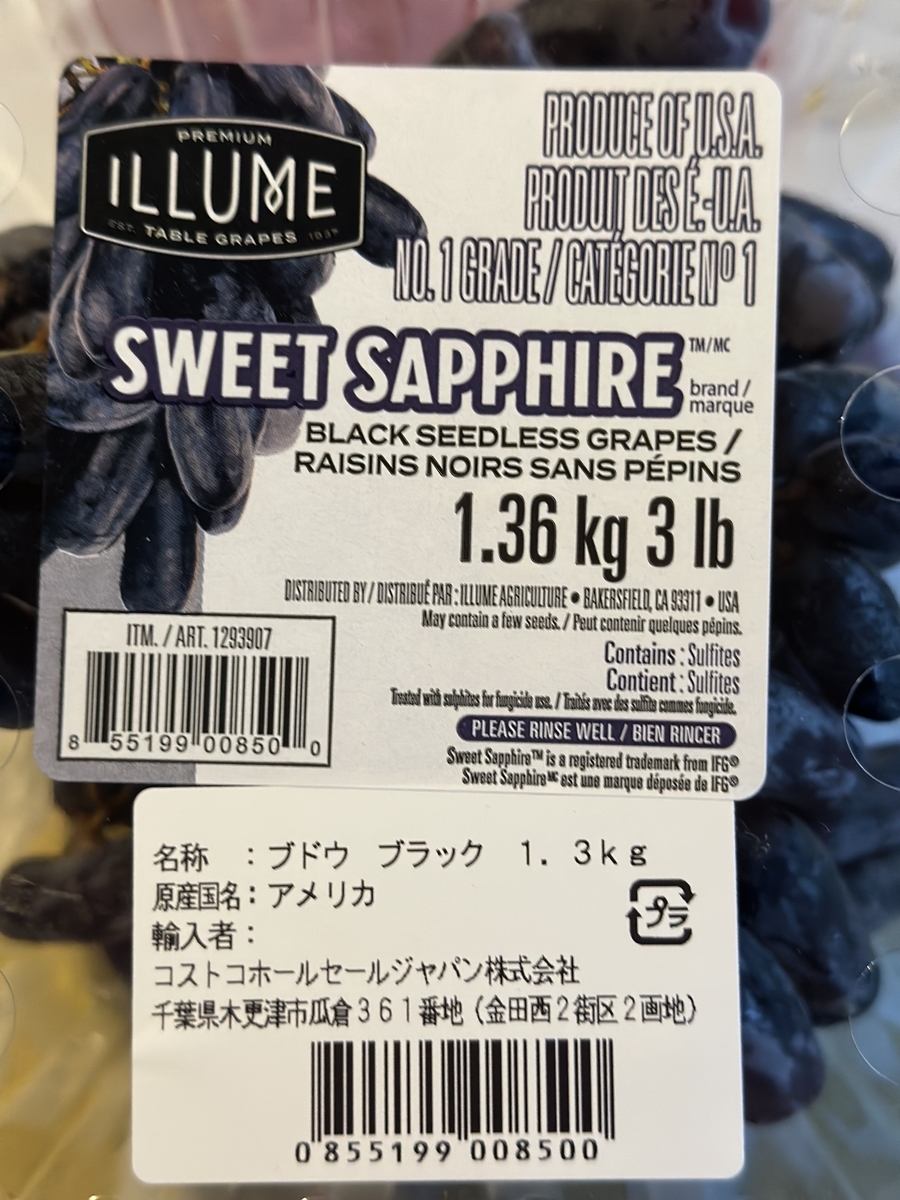 PREMIUM
ILLUME
EST. TABLE GRAPES
PRODUCE OF U.S.A.
PRODUIT DES É.-U.A.
NO. 1 GRADE / CATÉGORIE Nº 1
SWEET SAPPHIRE TM/MC
brand /
marque
BLACK SEEDLESS GRAPES /
RAISINS NOIRS SANS PÉPINS
1.36 kg 3 lb
DISTRIBUTED BY / DISTRIBUÉ PAR : ILLUME AGRICULTURE • BAKERSFIELD, CA 93311 • USA
May contain a few seeds. / Peut contenir quelques pépins.
Contains : Sulfites
Contient : Sulfites
Treated with sulphites for fungicide use. / Traités avec des sulfite commes fungicide.
PLEASE RINSE WELL / BIEN RINCER
Sweet Sapphire™ is a registered trademark from IFG®
Sweet Sapphireᴹᶜ est une marque déposée de IFG®
ITM. / ART. 1293907
8 55199 00850 0
名称 ：ブドウ ブラック １．３ｋｇ
原産国名：アメリカ
プラ
輸入者：
コストコホールセールジャパン株式会社
千葉県木更津市瓜倉３６１番地（金田西２街区２画地）
0 855199 008500